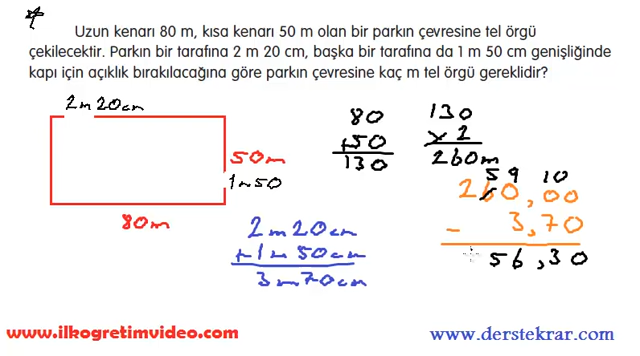 Uzun kenarı 80 m, kısa kenarı 50 m olan bir parkın çevresine tel örgü
çekilecektir. Parkın bir tarafına 2 m 20 cm, başka bir tarafına da 1 m 50 cm genişliğinde
kapı için açıklık bırakılacağına göre parkın çevresine kaç m tel örgü gereklidir?
2m20cm
50m
1m50
80m
80
+50
130
130
x 2
260m
2m20cm
+1m50cm
3m70cm
5 9 10
260,00
- 3,70
56,30
www.ilkogretimvideo.com
www.derstekrar.com